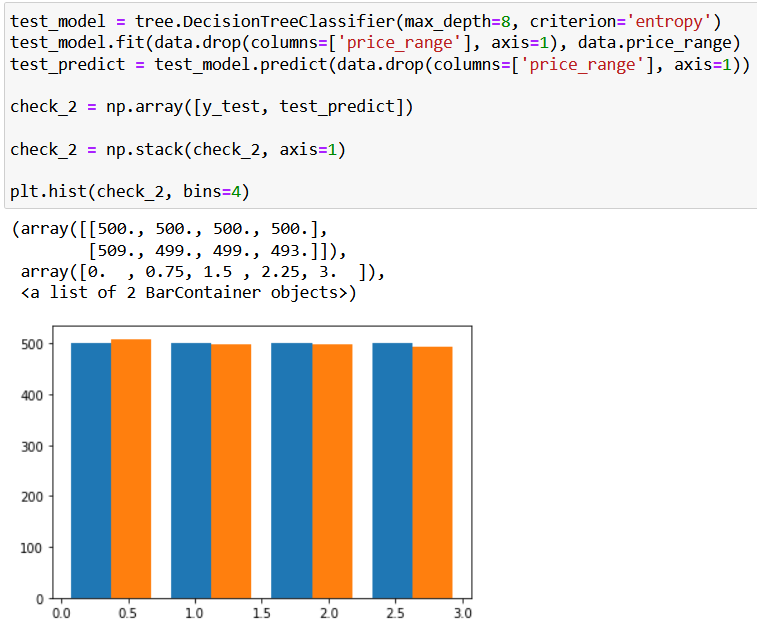 test_model = tree.DecisionTreeClassifier(max_depth=8, criterion='entropy')
test_model.fit(data.drop(columns=['price_range'], axis=1), data.price_range)
test_predict = test_model.predict(data.drop(columns=['price_range'], axis=1))
check_2 = np.array([y_test, test_predict])
check_2 = np.stack(check_2, axis=1)
plt.hist(check_2, bins=4)
(array([[500., 500., 500., 500.],
[509., 499., 499., 493.]]),
array([0.  , 0.75, 1.5 , 2.25, 3.  ]),
<a list of 2 BarContainer objects>)
500
400
300
200
100
0
0.0 0.5 1.0 1.5 2.0 2.5 3.0